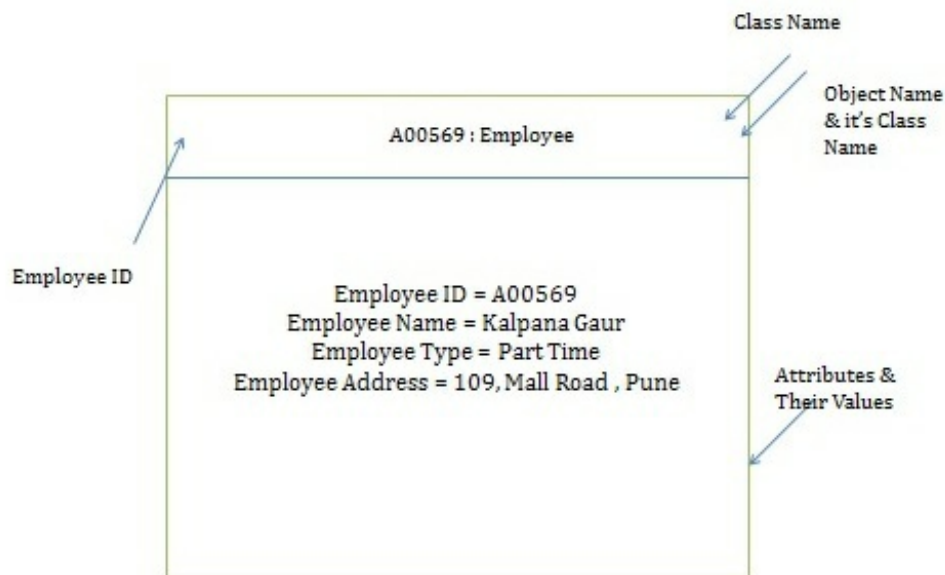 Class Name
Object Name
& it's Class
Name
A00569 : Employee
Employee ID
Employee ID = A00569
Employee Name = Kalpana Gaur
Employee Type = Part Time
Employee Address = 109, Mall Road , Pune
Attributes &
Their Values